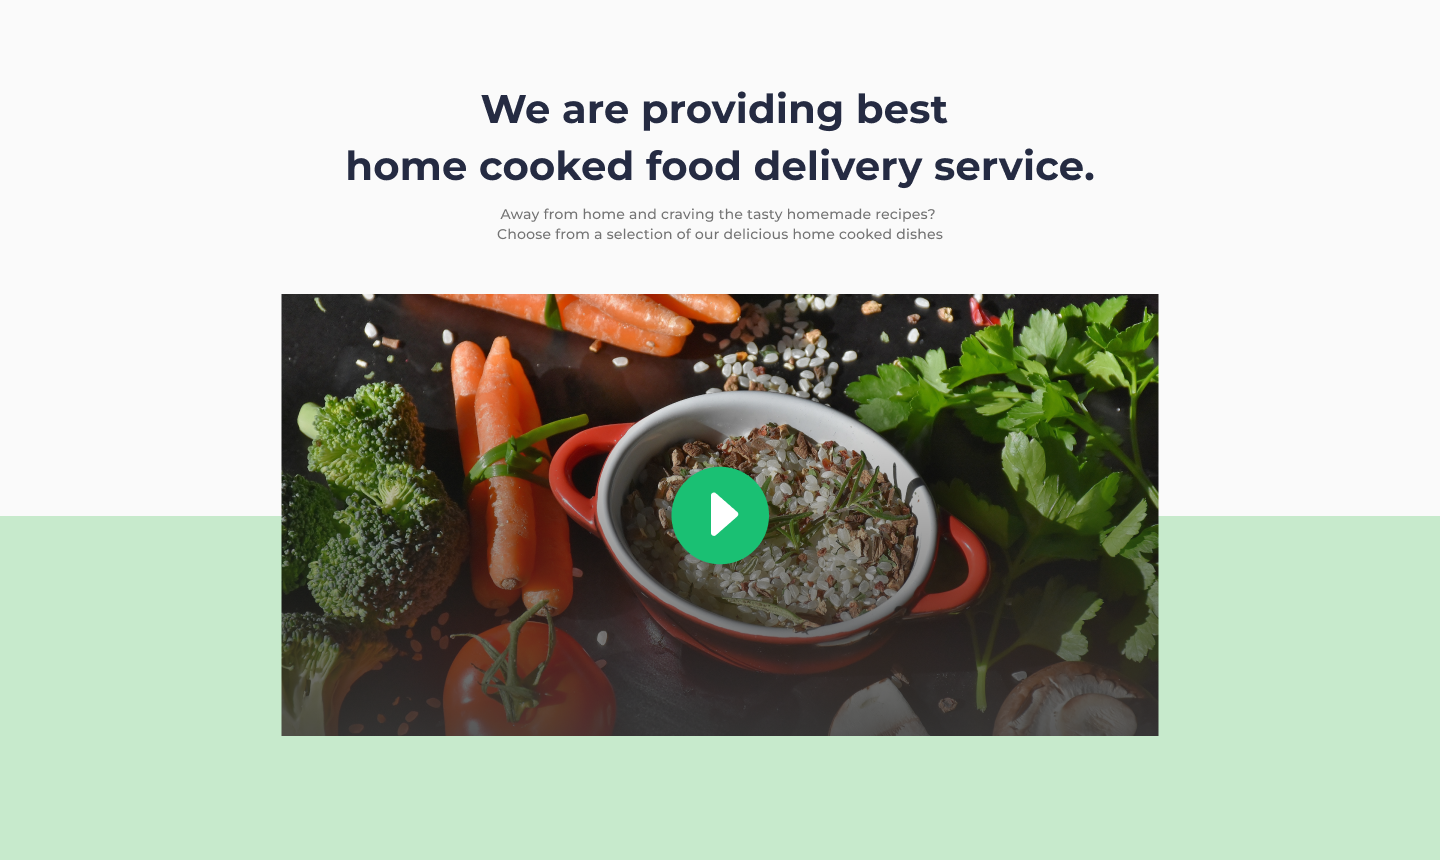 We are providing best
home cooked food delivery service.
Away from home and craving the tasty homemade recipes?
Choose from a selection of our delicious home cooked dishes